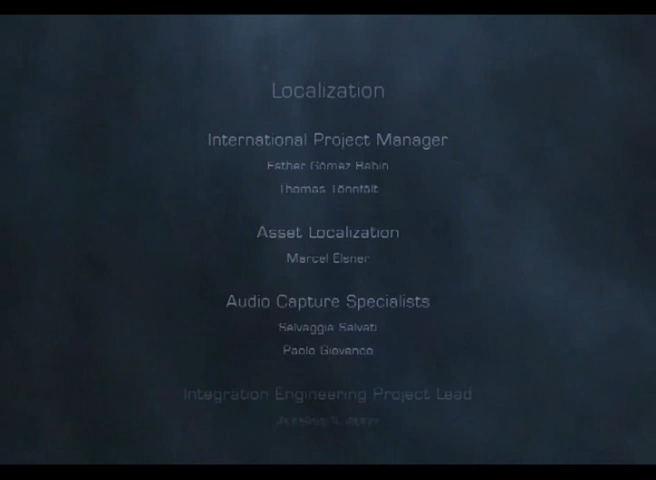 Localization
International Project Manager
Esther Gómez Rabin
Thomas Tönnfält
Asset Localization
Marcel Elsner
Audio Capture Specialists
Selvaggia Salvati
Paolo Giovanco
Integration Engineering Project Lead